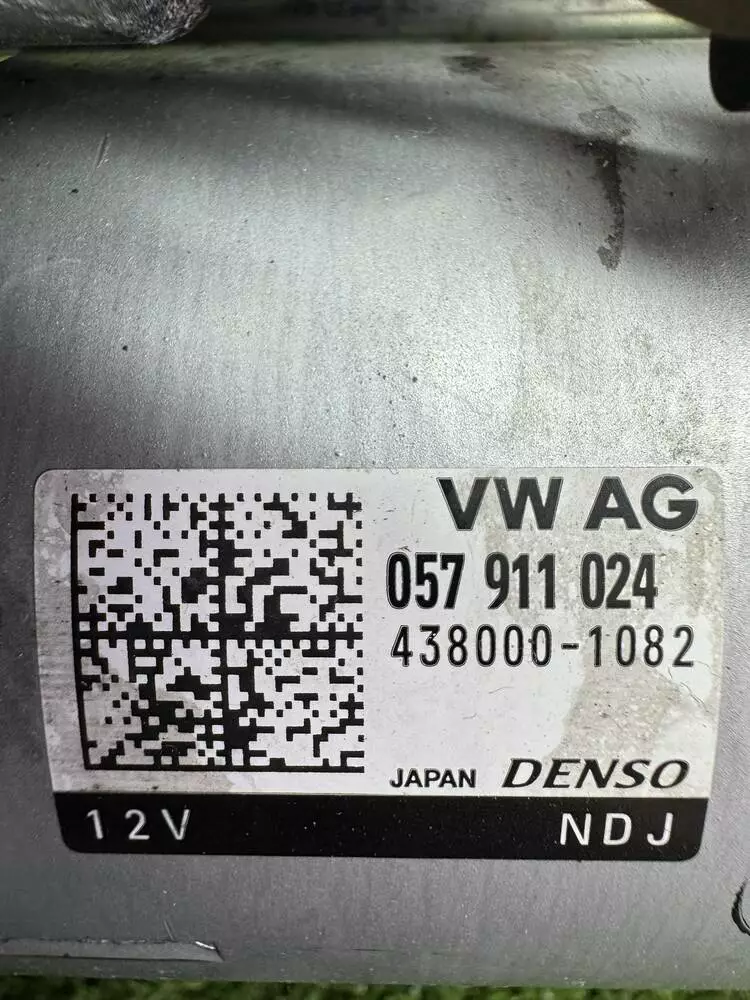 VW AG
057 911 024
438000-1082
JAPAN DENSO
12V NDJ